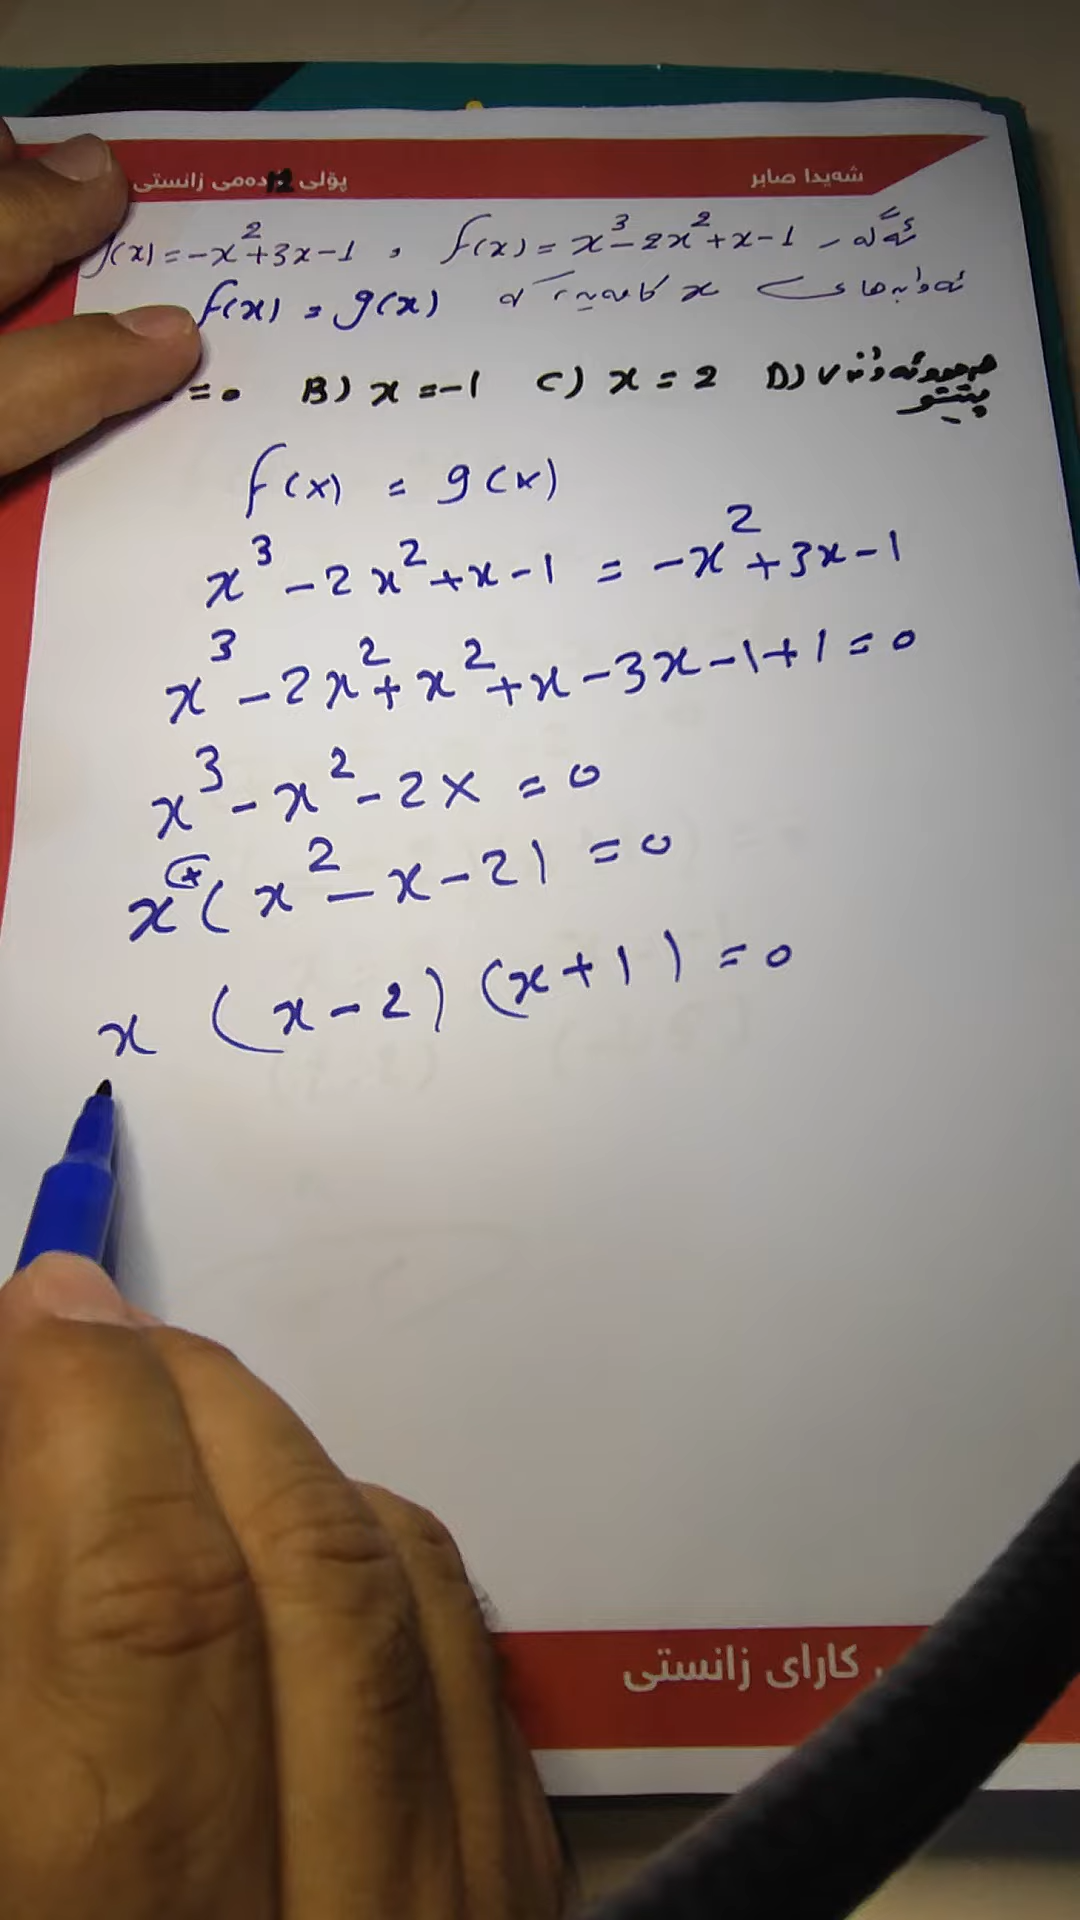 شەیدا صابر
پۆلی 12 دەمی زانستی
ئەگەر f(x) = x³-2x²+x-1 , (x) = -x²+3x-1
x f(x) = g(x)
= 0 B) x = -1 C) x = 2 D)
f(x) = g(x)
x³ - 2x² + x - 1 = -x² + 3x - 1
x³ - 2x² + x² + x - 3x - 1 + 1 = 0
x³ - x² - 2x = 0
x (x² - x - 2) = 0
x (x - 2) (x + 1) = 0
کارای زانستی